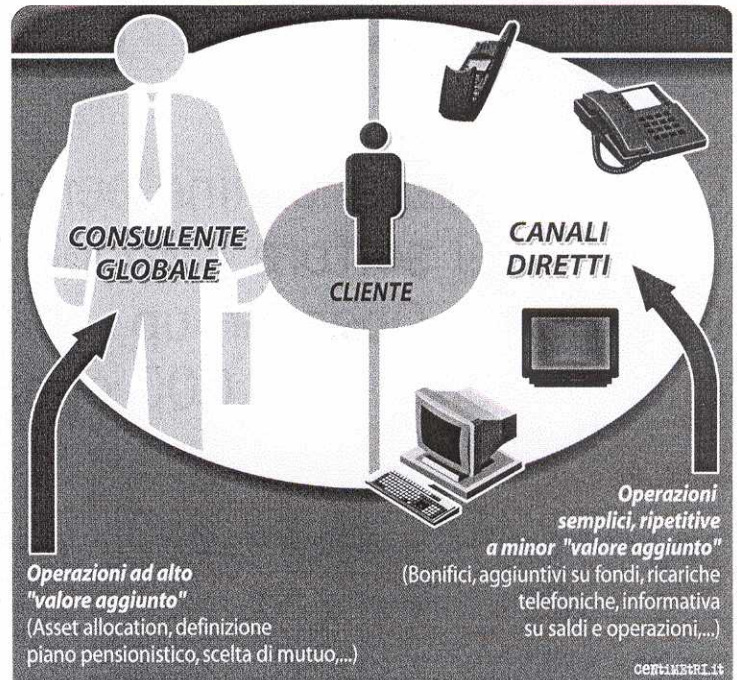 CONSULENTE
GLOBALE
CLIENTE
CANALI
DIRETTI
Operazioni ad alto
"valore aggiunto"
(Asset allocation, definizione
piano pensionistico, scelta di mutuo,...)
Operazioni
semplici, ripetitive
a minor "valore aggiunto"
(Bonifici, aggiuntivi su fondi, ricariche
telefoniche, informativa
su saldi e operazioni,...)
CENTIMETRI.it